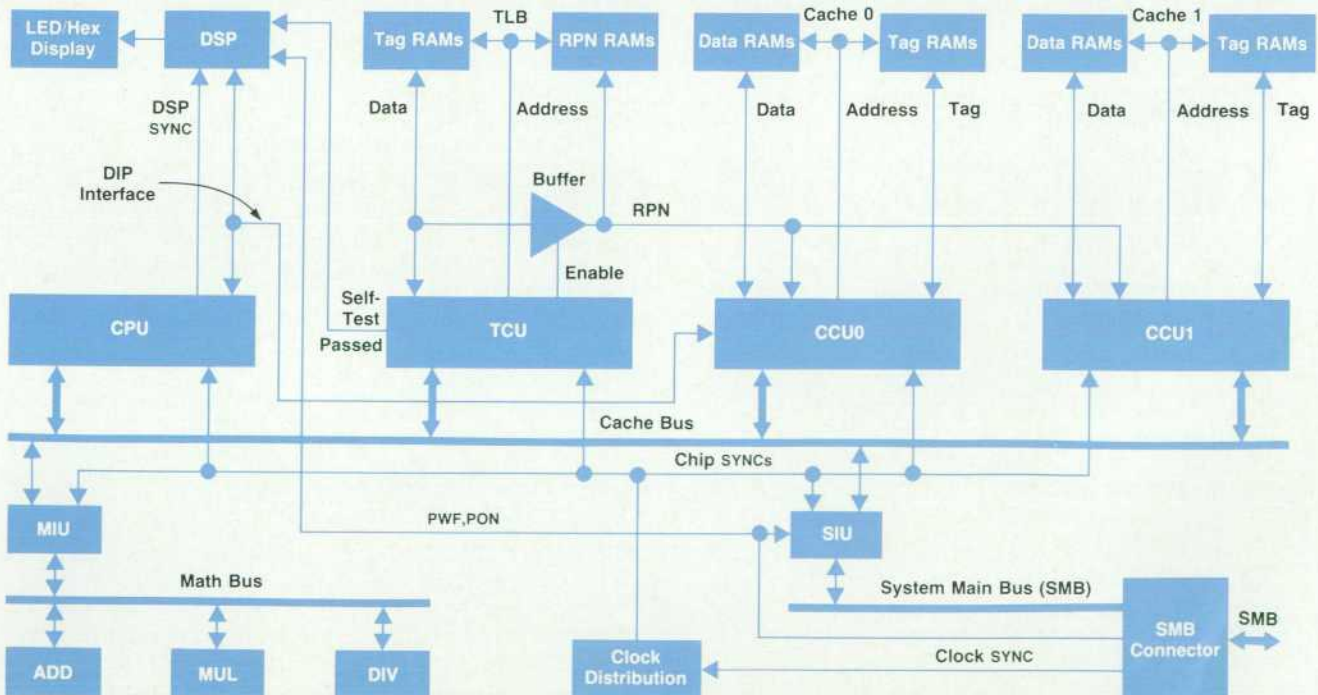 LED/Hex
Display
DSP
Tag RAMs
TLB
RPN RAMs
Data RAMs
Cache 0
Tag RAMs
Data RAMs
Cache 1
Tag RAMs
DSP
SYNC
Data
Address
Data
Address
Tag
Data
Address
Tag
DIP
Interface
Buffer
RPN
Enable
CPU
Self-
Test
Passed
TCU
CCU0
CCU1
Cache Bus
Chip SYNCs
MIU
PWF,PON
SIU
Math Bus
System Main Bus (SMB)
ADD
MUL
DIV
Clock
Distribution
Clock SYNC
SMB
Connector
SMB